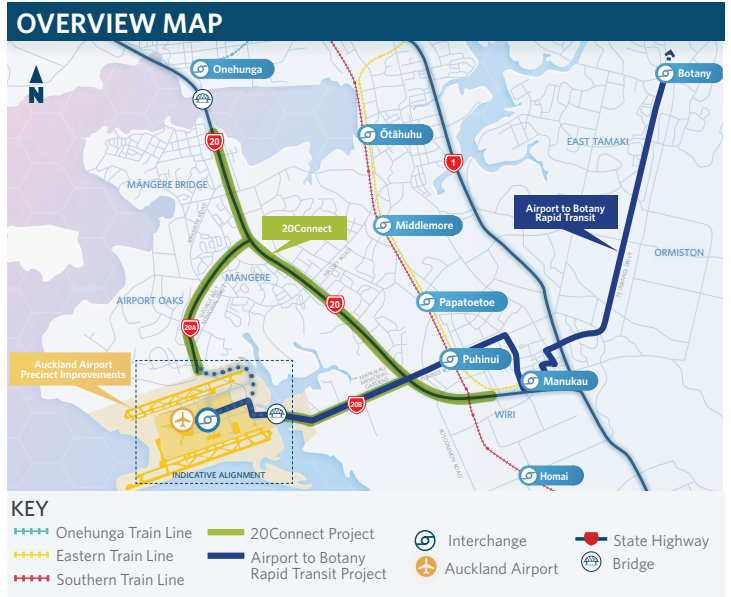 OVERVIEW MAP
Onehunga
Botany
N
20
Ōtāhuhu
EAST TAMAKI
1
MĀNGERE BRIDGE
Airport to Botany
Rapid Transit
20Connect
Middlemore
ORMISTON
MĀNGERE
AIRPORT OAKS
20
Papatoetoe
20A
Auckland Airport
Precinct Improvements
Puhinui
Manukau
20B
WIRI
INDICATIVE ALIGNMENT
Homai
KEY
Onehunga Train Line
Eastern Train Line
Southern Train Line
20Connect Project
Airport to Botany
Rapid Transit Project
Interchange
Auckland Airport
State Highway
Bridge